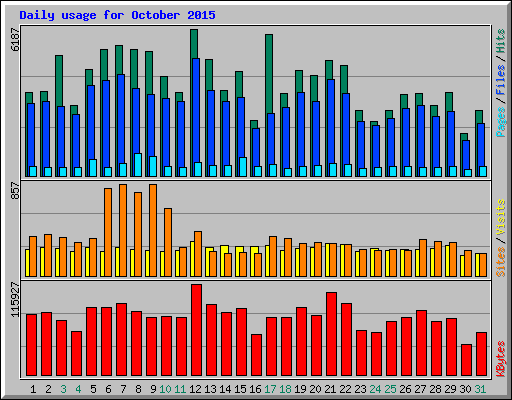 Daily usage for October 2015
6187
Pages / Files / Hits
857
Sites / Visits
115927
KBytes
1 2 3 4 5 6 7 8 9 10 11 12 13 14 15 16 17 18 19 20 21 22 23 24 25 26 27 28 29 30 31